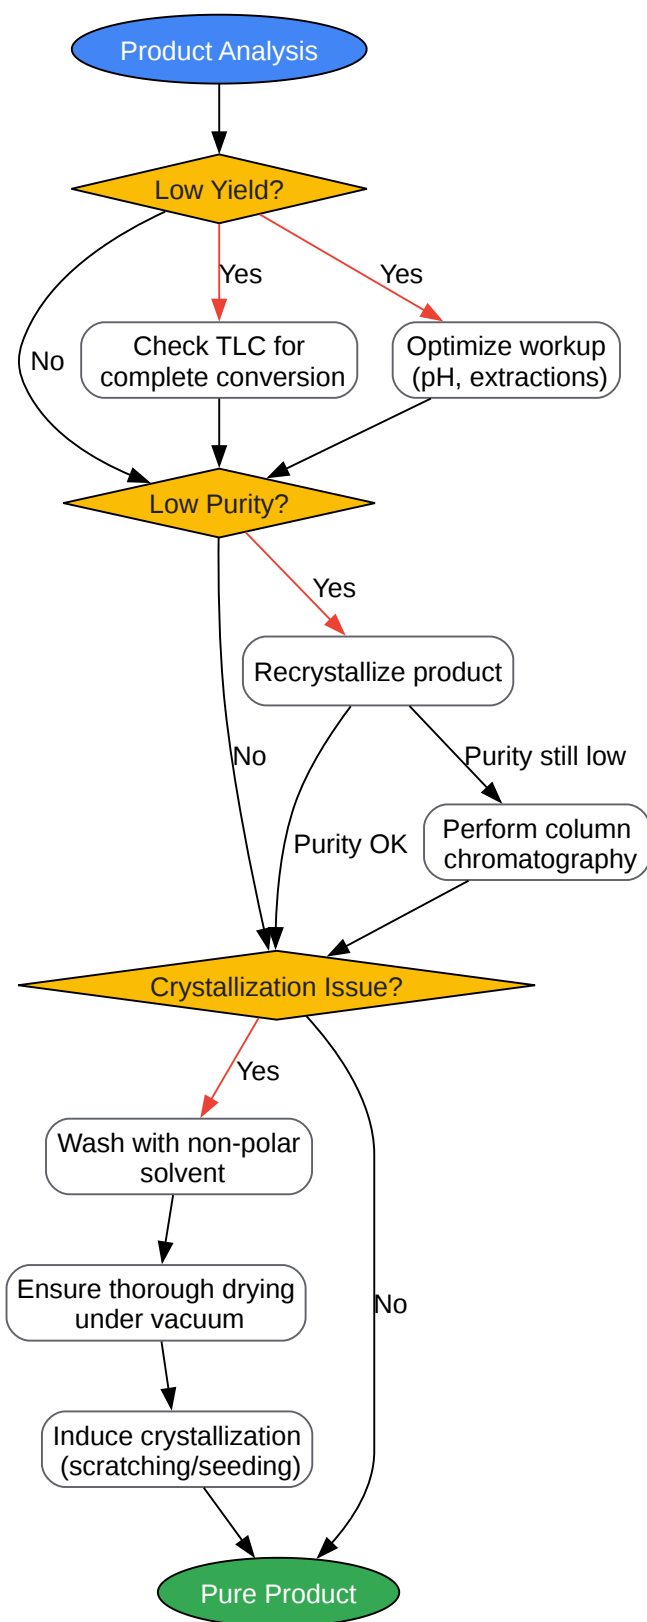 Product Analysis
Low Yield?
Yes
Yes
Check TLC for
complete conversion
Optimize workup
(pH, extractions)
No
Low Purity?
Yes
Recrystallize product
No
Purity still low
Purity OK
Perform column
chromatography
Crystallization Issue?
Yes
Wash with non-polar
solvent
Ensure thorough drying
under vacuum
No
Induce crystallization
(scratching/seeding)
Pure Product